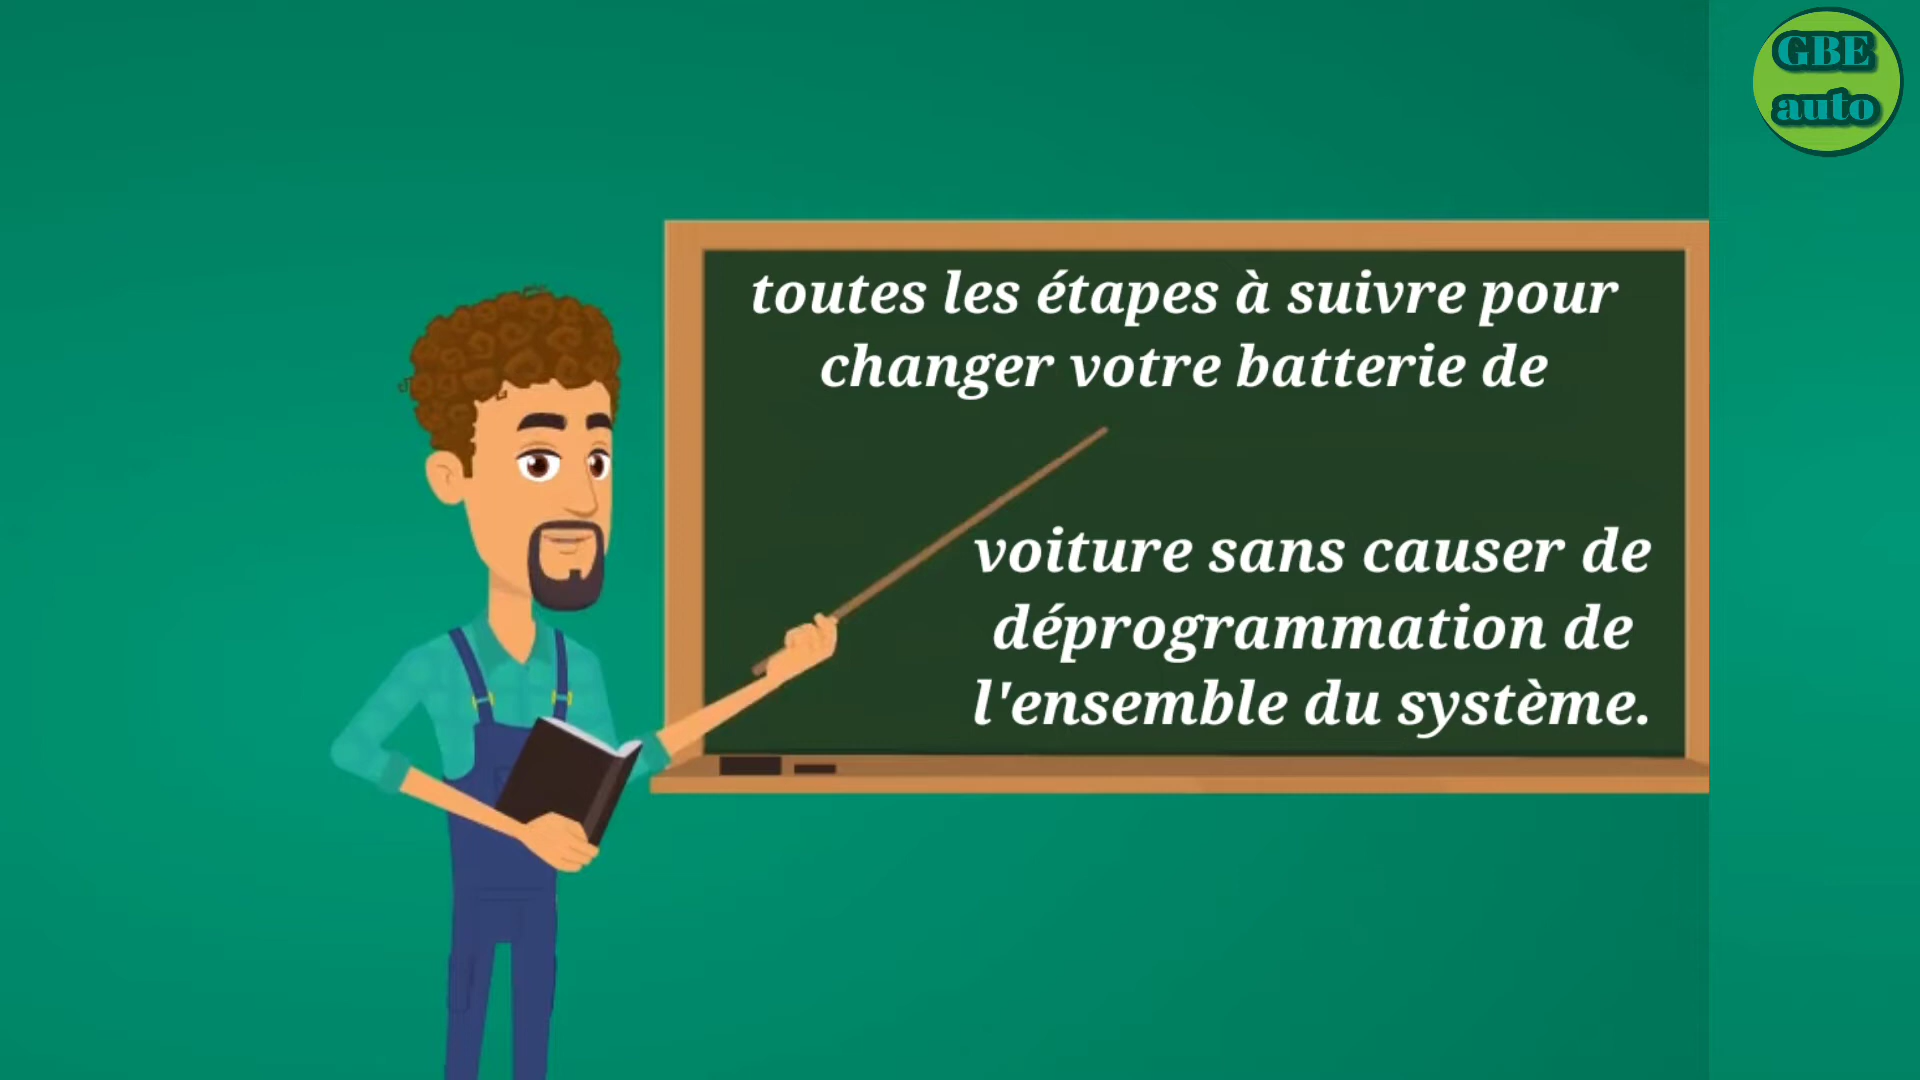 GBE
auto
toutes les étapes à suivre pour
changer votre batterie de
voiture sans causer de
déprogrammation de
l'ensemble du système.